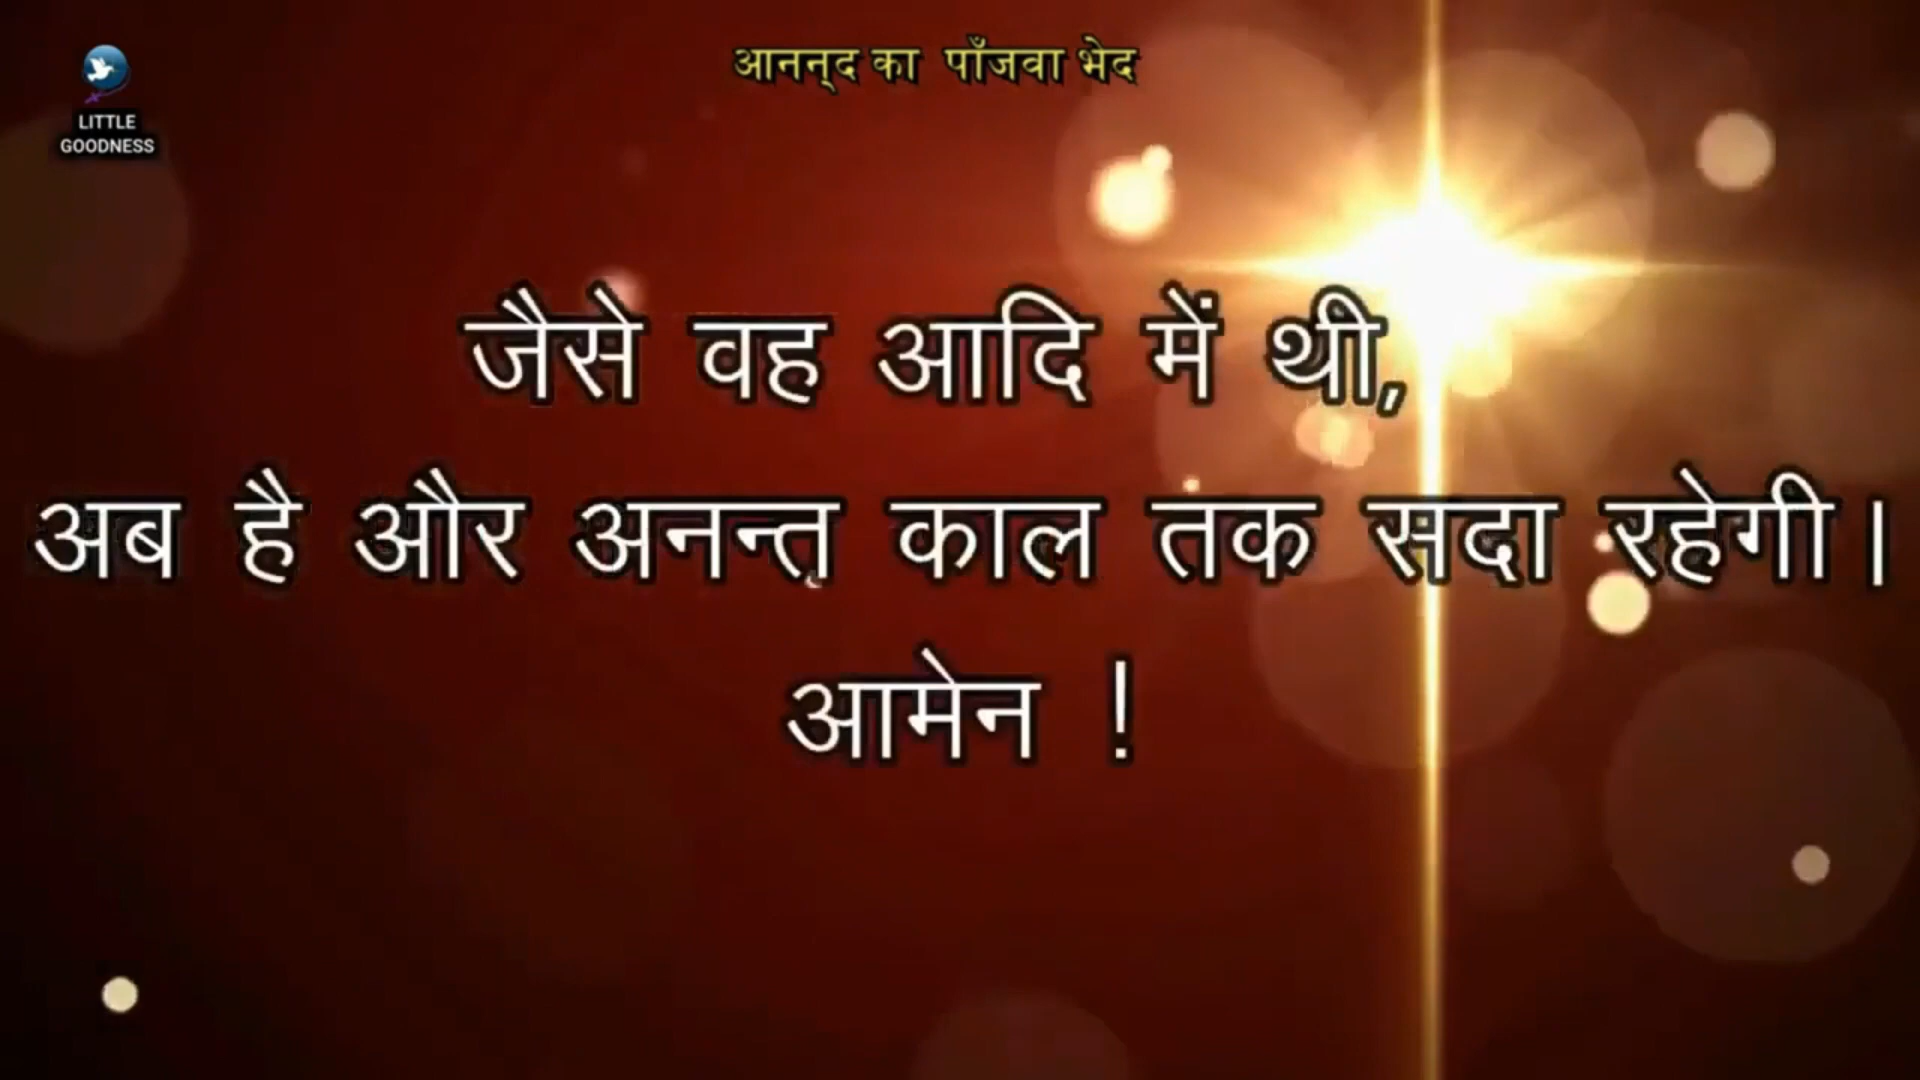 आनन्द का पाँजवा भेद
LITTLE
GOODNESS
जैसे वह आदि में थी,
अब है और अनन्त काल तक सदा रहेगी।
आमेन !